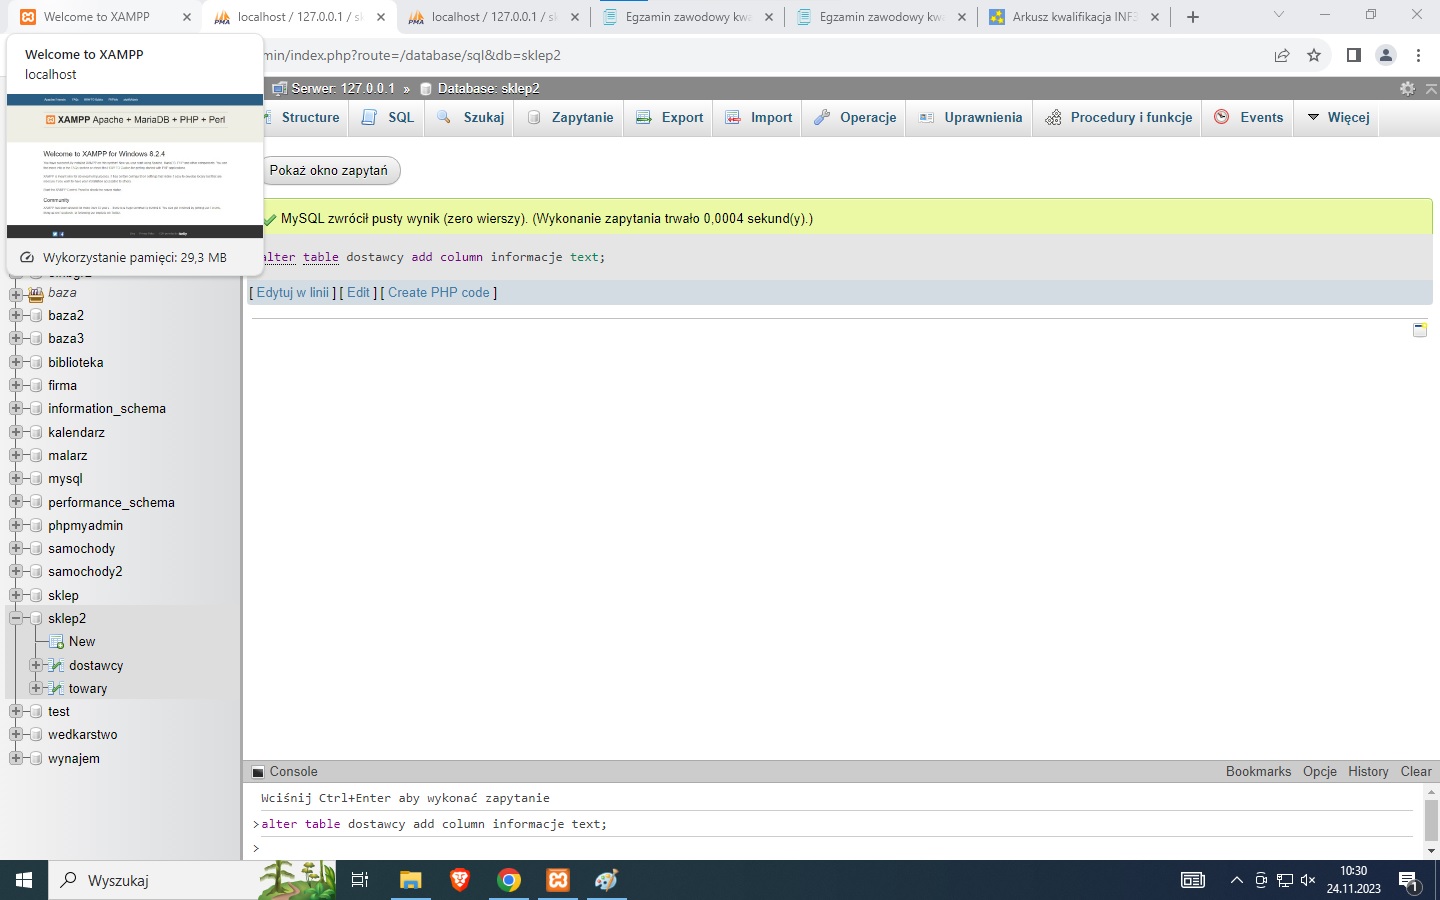 Welcome to XAMPP
localhost / 127.0.0.1 / sk
localhost / 127.0.0.1 / sk
Egzamin zawodowy kwa
Egzamin zawodowy kwa
Arkusz kwalifikacja INF
min/index.php?route=/database/sql&db=sklep2
Welcome to XAMPP
localhost
XAMPP Apache + MariaDB + PHP + Perl
Welcome to XAMPP for Windows 8.2.4
Community
Wykorzystanie pamięci: 29,3 MB
Serwer: 127.0.0.1 » Database: sklep2
Structure
SQL
Szukaj
Zapytanie
Export
Import
Operacje
Uprawnienia
Procedury i funkcje
Events
Więcej
Pokaż okno zapytań
MySQL zwrócił pusty wynik (zero wierszy). (Wykonanie zapytania trwało 0,0004 sekund(y).)
alter table dostawcy add column informacje text;
[ Edytuj w linii ] [ Edit ] [ Create PHP code ]
baza
baza2
baza3
biblioteka
firma
information_schema
kalendarz
malarz
mysql
performance_schema
phpmyadmin
samochody
samochody2
sklep
sklep2
New
dostawcy
towary
test
wedkarstwo
wynajem
Console
Bookmarks Opcje History Clear
Wciśnij Ctrl+Enter aby wykonać zapytanie
>alter table dostawcy add column informacje text;
>
Wyszukaj
10:30
24.11.2023
1